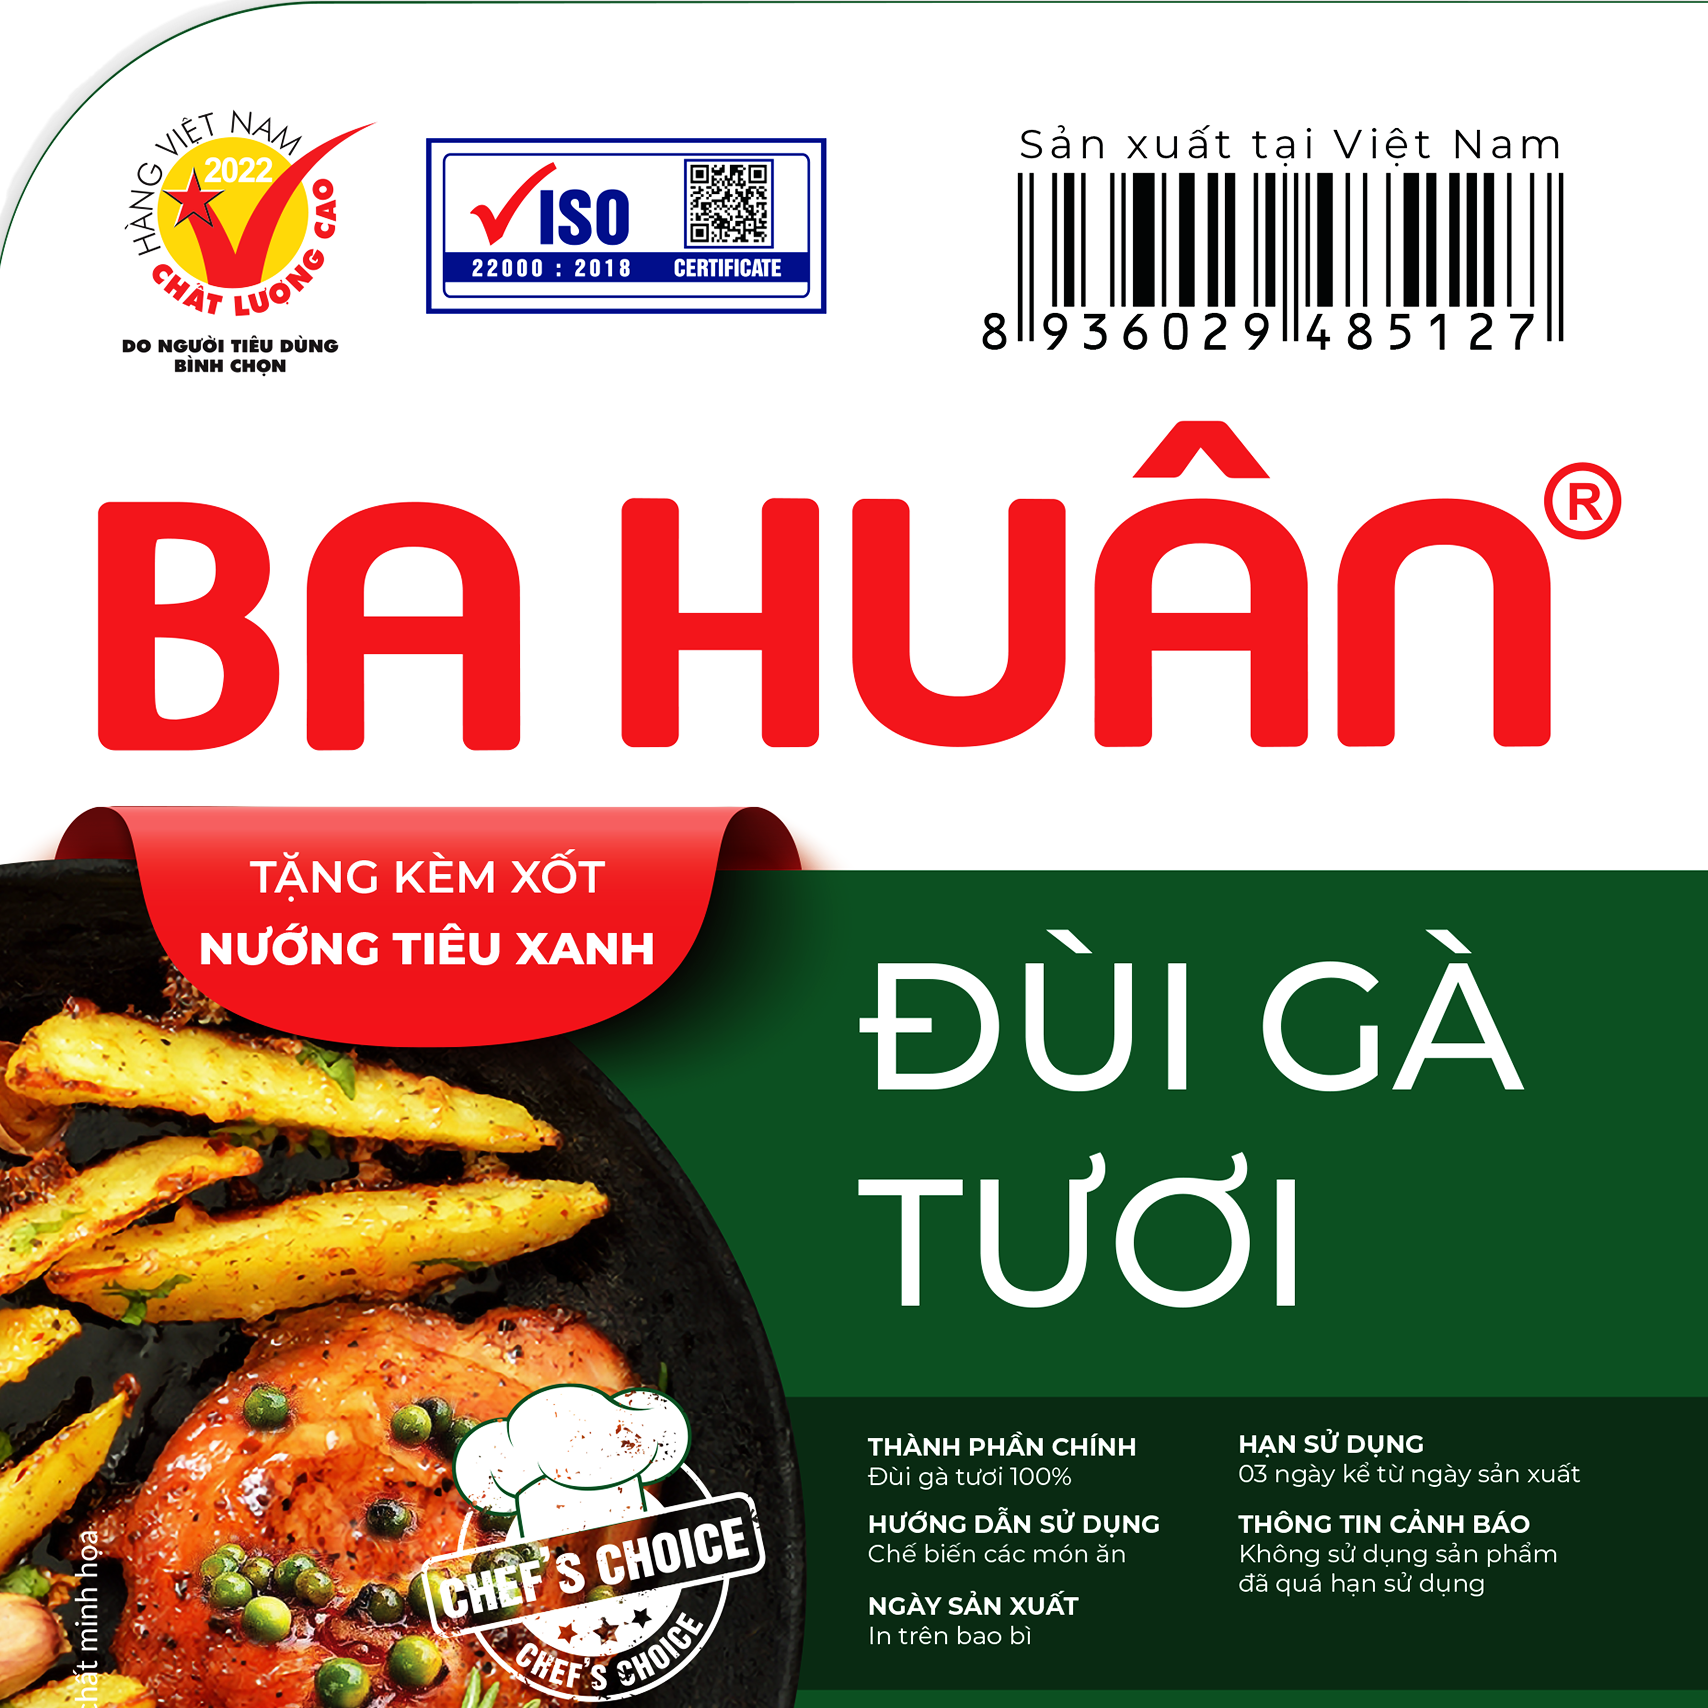 HÀNG VIỆT NAM
2022
CHẤT LƯỢNG CAO
DO NGƯỜI TIÊU DÙNG
BÌNH CHỌN
ISO
22000 : 2018 CERTIFICATE
Sản xuất tại Việt Nam
8 936029 485127
BA HUÂN®
TẶNG KÈM XỐT
NƯỚNG TIÊU XANH
ĐÙI GÀ
TƯƠI
THÀNH PHẦN CHÍNH
Đùi gà tươi 100%
HƯỚNG DẪN SỬ DỤNG
Chế biến các món ăn
NGÀY SẢN XUẤT
In trên bao bì
HẠN SỬ DỤNG
03 ngày kể từ ngày sản xuất
THÔNG TIN CẢNH BÁO
Không sử dụng sản phẩm
đã quá hạn sử dụng
CHEF'S CHOICE
CHEF'S CHOICE
chất minh họa